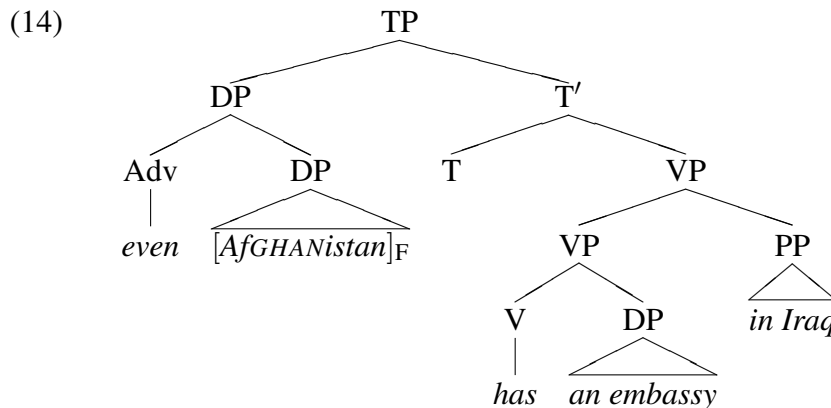 (14) TP
DP T′
Adv DP T VP
even [AfGHANistan]F VP PP
V DP in Iraq
has an embassy